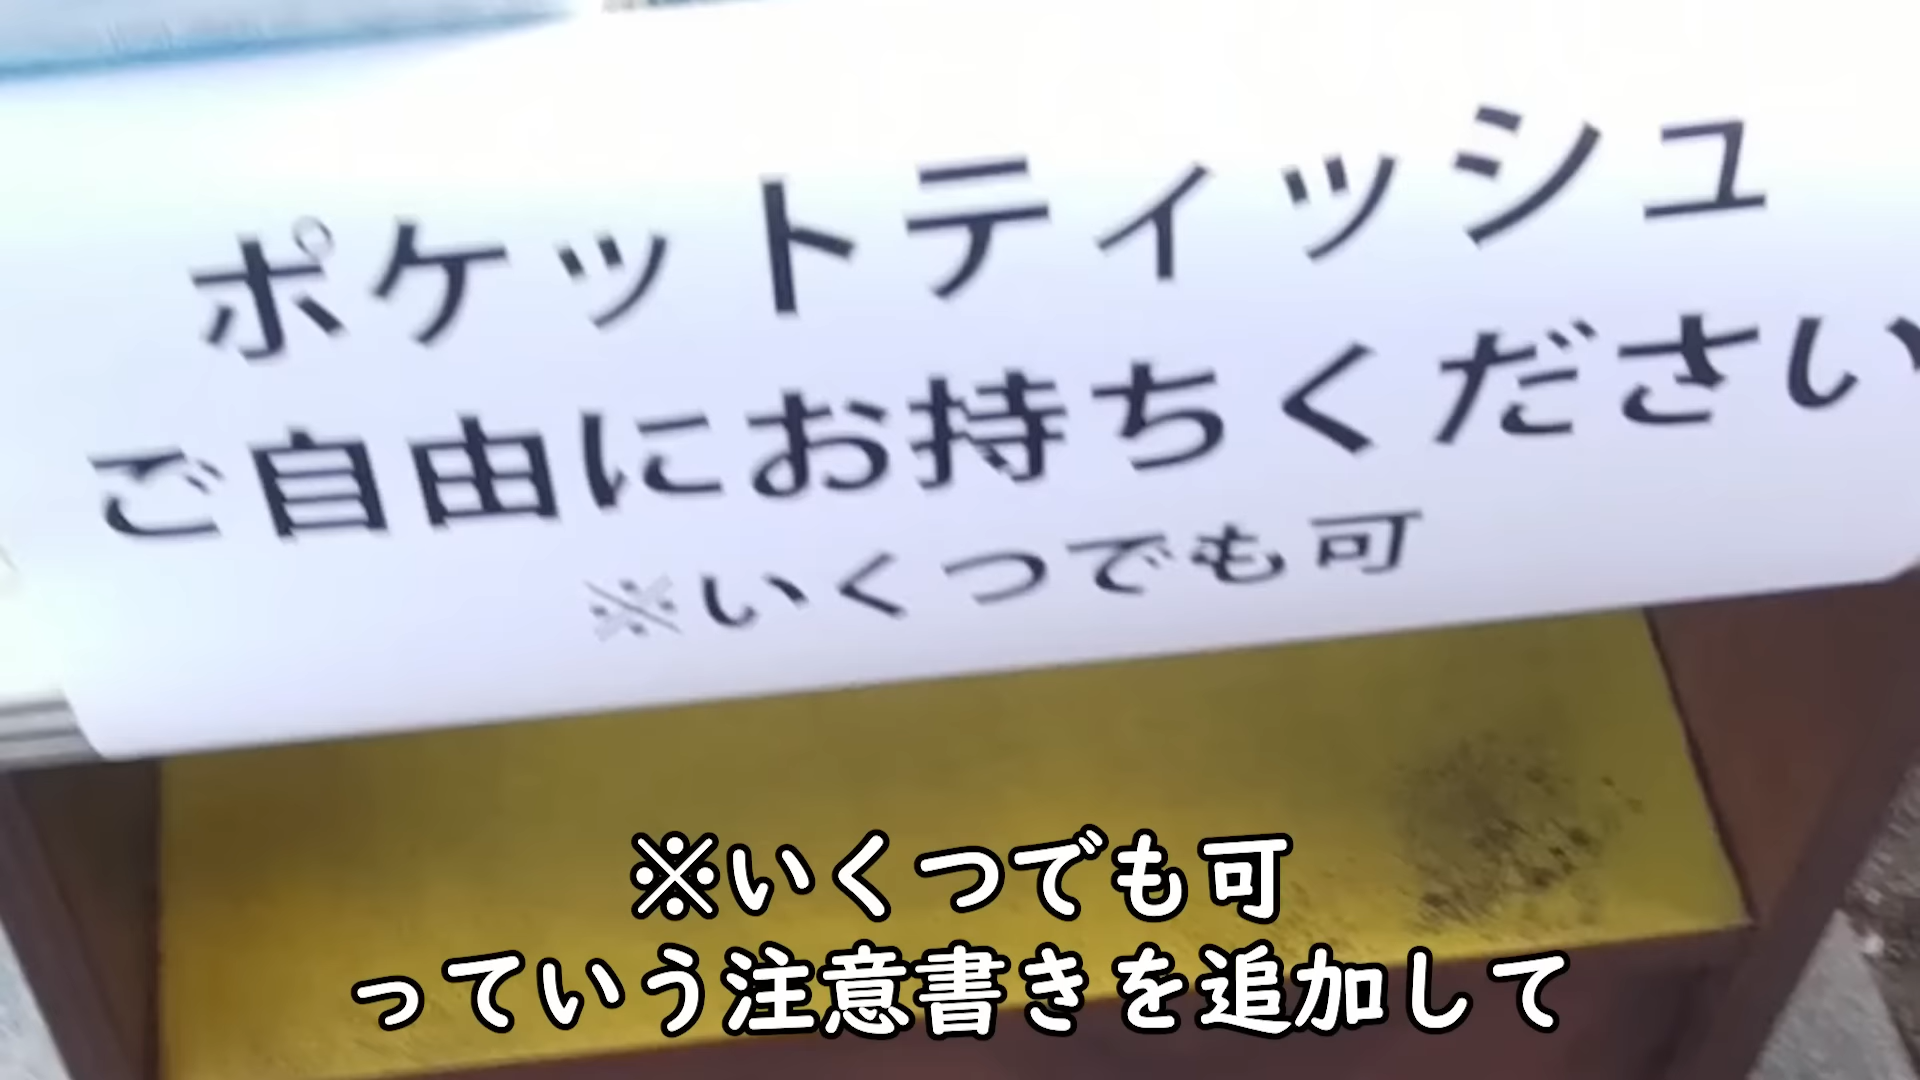 ポケットティッシュ
ご自由にお持ちください
※いくつでも可
※いくつでも可
っていう注意書きを追加して